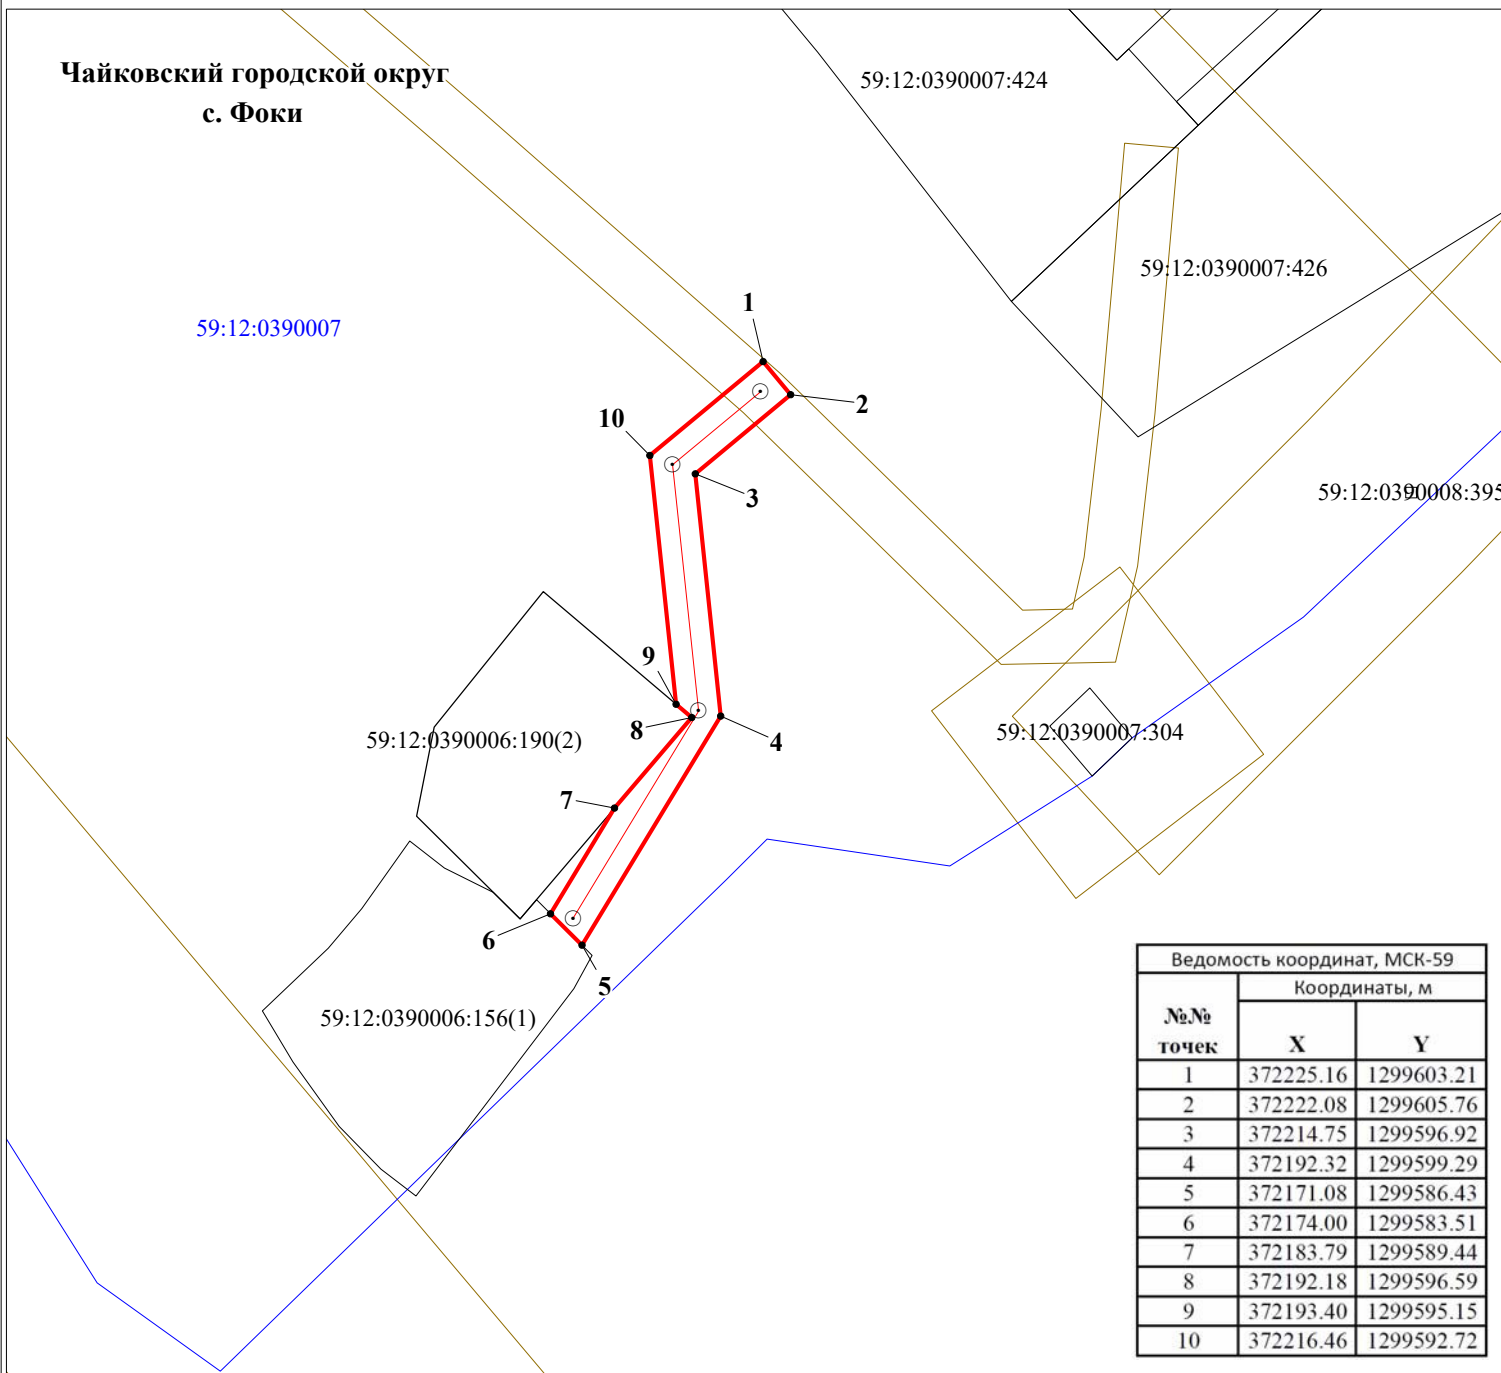 Чайковский городской округ
с. Фоки
59:12:0390007:424
59:12:0390007:426
59:12:0390007
1
2
10
3
59:12:0390008:395
9
8
4
59:12:0390006:190(2)
59:12:0390007:304
7
6
5
59:12:0390006:156(1)
Ведомость координат, МСК-59
№№ точек
Координаты, м
X Y
1 372225.16 1299603.21
2 372222.08 1299605.76
3 372214.75 1299596.92
4 372192.32 1299599.29
5 372171.08 1299586.43
6 372174.00 1299583.51
7 372183.79 1299589.44
8 372192.18 1299596.59
9 372193.40 1299595.15
10 372216.46 1299592.72